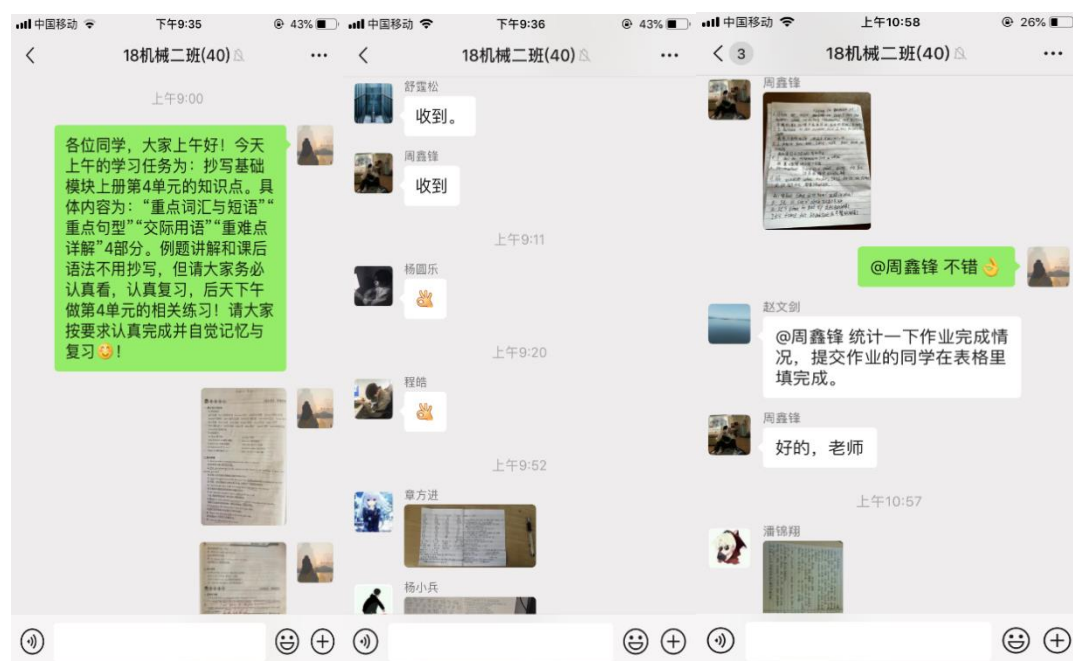 中国移动
下午9:35
43%
18机械二班(40)
上午9:00
各位同学，大家上午好！今天
上午的学习任务为：抄写基础
模块上册第4单元的知识点。具
体内容为：“重点词汇与短语”“
重点句型”“交际用语”“重难点
详解”4部分。例题讲解和课后
语法不用抄写，但请大家务必
认真看，认真复习，后天下午
做第4单元的相关练习！请大家
按要求认真完成并自觉记忆与
复习😳！
中国移动
下午9:36
43%
18机械二班(40)
舒霞松
收到。
周鑫锋
收到
上午9:11
杨圆乐
👌
上午9:20
程皓
👌
上午9:52
章方进
杨小兵
中国移动
上午10:58
26%
3
18机械二班(40)
周鑫锋
@周鑫锋 不错👌
赵文剑
@周鑫锋 统计一下作业完成情
况，提交作业的同学在表格里
填完成。
周鑫锋
好的，老师
上午10:57
潘锦翔